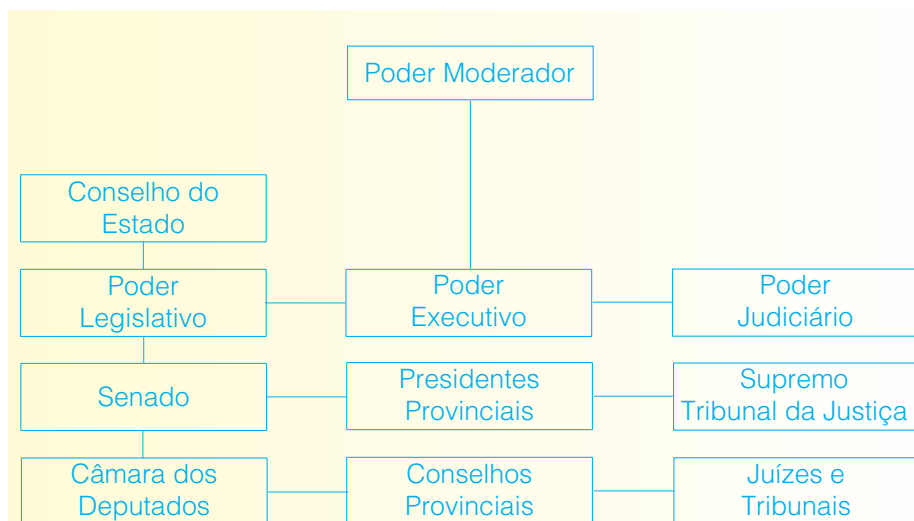 Poder Moderador
Conselho do
Estado
Poder
Legislativo
Poder
Executivo
Poder
Judiciário
Senado
Presidentes
Provinciais
Supremo
Tribunal da Justiça
Câmara dos
Deputados
Conselhos
Provinciais
Juízes e
Tribunais